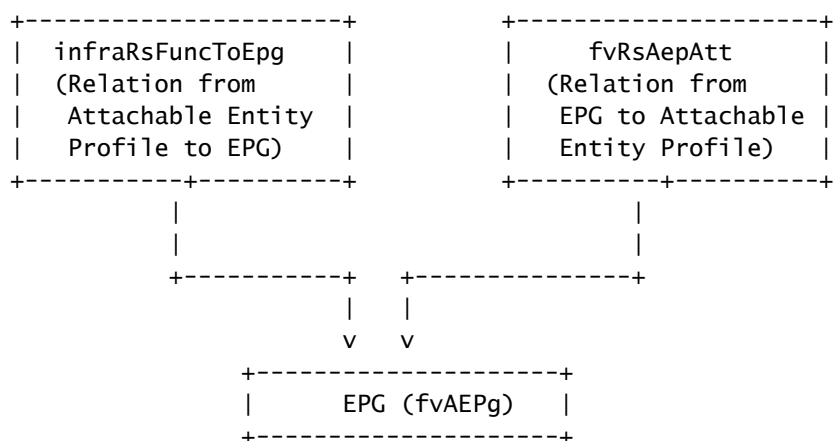 infraRsFuncToEpg
(Relation from
Attachable Entity
Profile to EPG)
fvRsAepAtt
(Relation from
EPG to Attachable
Entity Profile)
v v
EPG (fvAEPg)